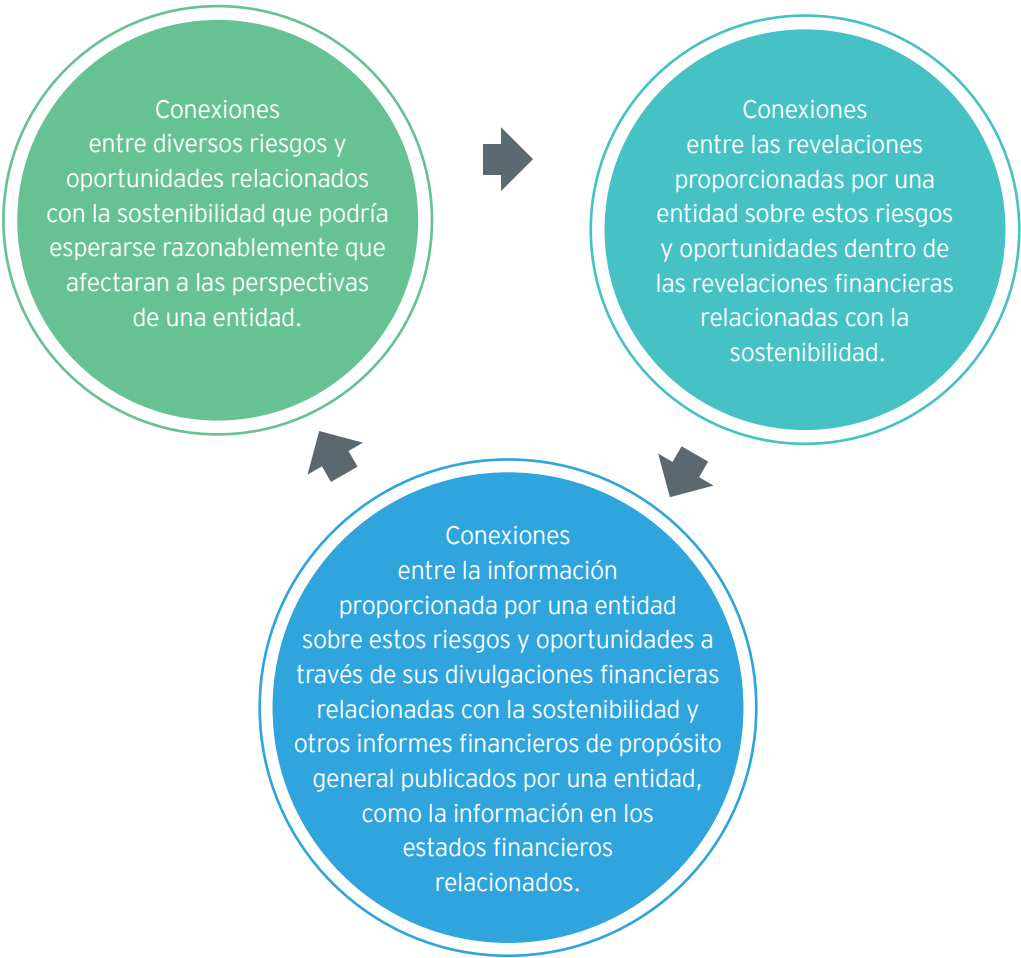 Conexiones
entre diversos riesgos y
oportunidades relacionados
con la sostenibilidad que podría
esperarse razonablemente que
afectaran a las perspectivas
de una entidad.
Conexiones
entre las revelaciones
proporcionadas por una
entidad sobre estos riesgos
y oportunidades dentro de
las revelaciones financieras
relacionadas con la
sostenibilidad.
Conexiones
entre la información
proporcionada por una entidad
sobre estos riesgos y oportunidades a
través de sus divulgaciones financieras
relacionadas con la sostenibilidad y
otros informes financieros de propósito
general publicados por una entidad,
como la información en los
estados financieros
relacionados.